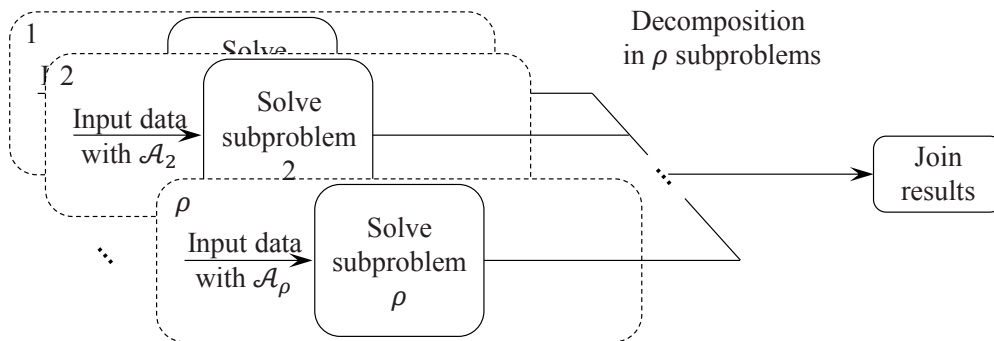 1
Solve
2
Input data
with 𝒜₂
Solve
subproblem
2
ρ
Input data
with 𝒜ᵨ
Solve
subproblem
ρ
Decomposition
in ρ subproblems
Join
results